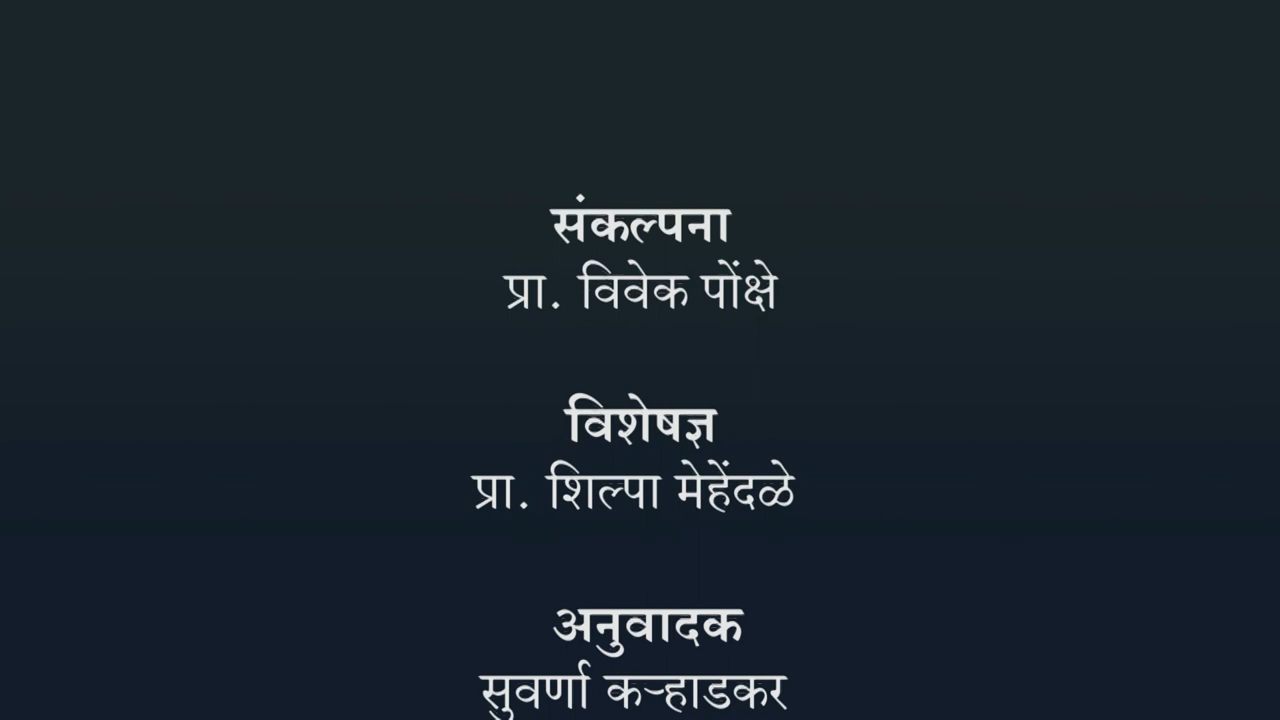 संकल्पना
प्रा. विवेक पोंक्षे
विशेषज्ञ
प्रा. शिल्पा मेहेंदळे
अनुवादक
सुवर्णा कऱ्हाडकर